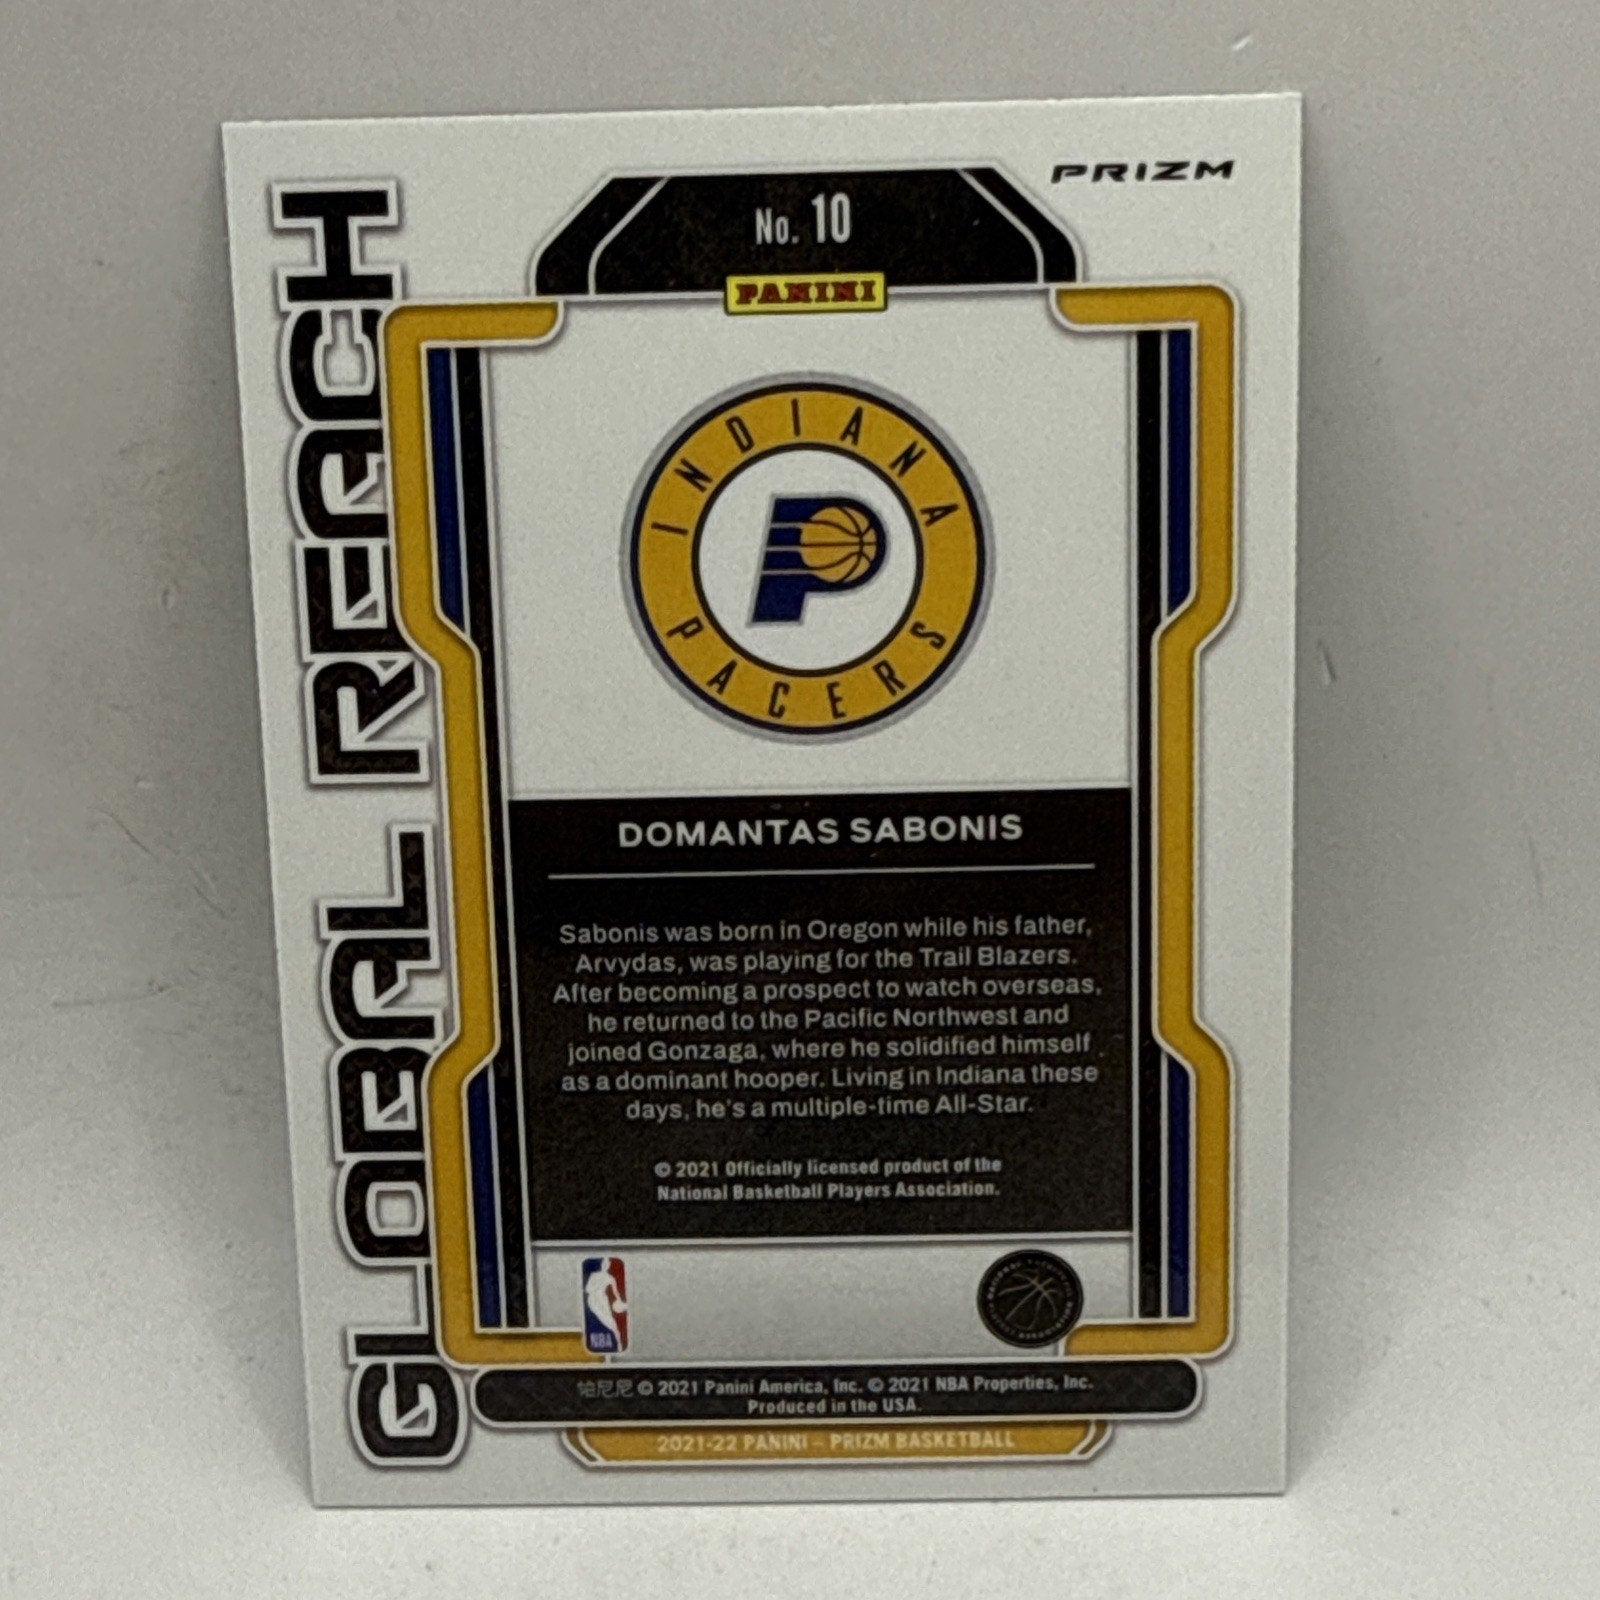 PRIZM
No. 10
PANINI
GLOBAL REACH
INDIANA
PACERS
DOMANTAS SABONIS
Sabonis was born in Oregon while his father,
Arvydas, was playing for the Trail Blazers.
After becoming a prospect to watch overseas,
he returned to the Pacific Northwest and
joined Gonzaga, where he solidified himself
as a dominant hooper. Living in Indiana these
days, he's a multiple-time All-Star.
© 2021 Officially licensed product of the
National Basketball Players Association.
NBA
帕尼尼 © 2021 Panini America, Inc. © 2021 NBA Properties, Inc.
Produced in the USA.
2021-22 PANINI – PRIZM BASKETBALL